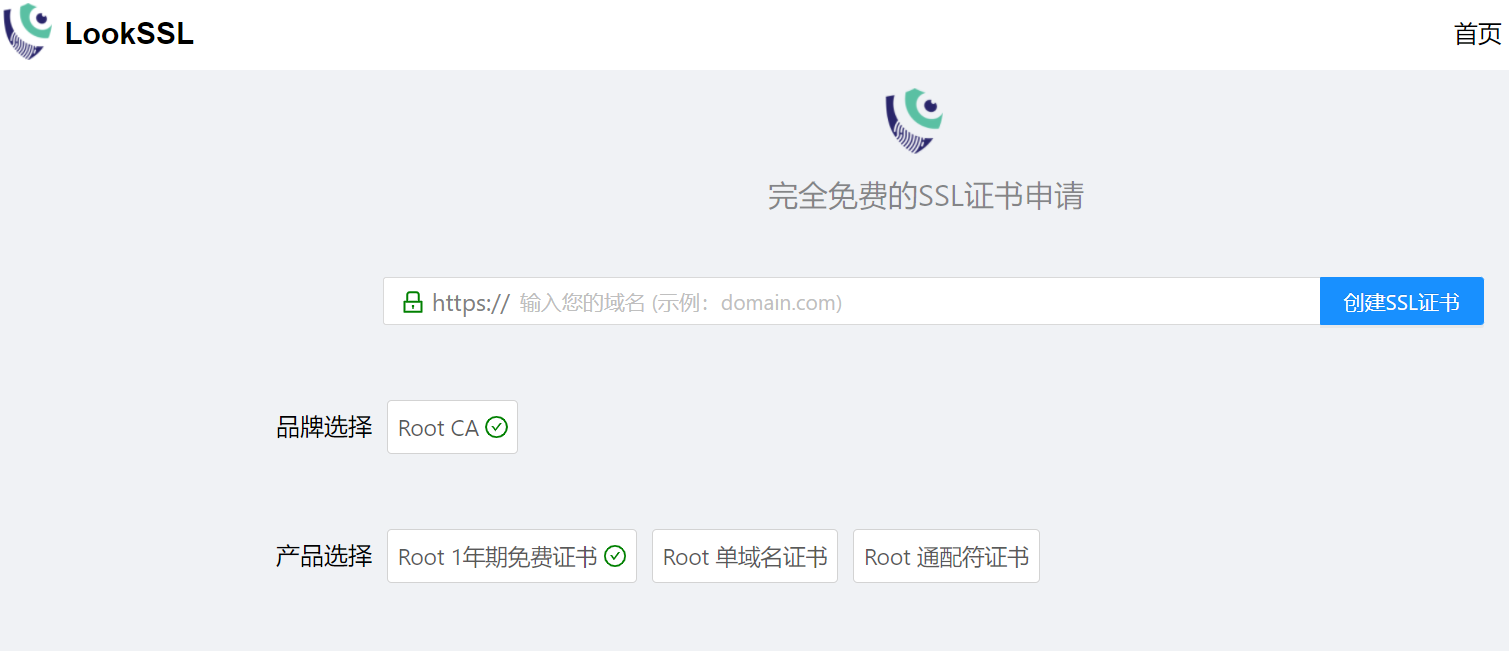 LookSSL
首页
完全免费的SSL证书申请
https:// 输入您的域名 (示例：domain.com)
创建SSL证书
品牌选择 Root CA
产品选择 Root 1年期免费证书 Root 单域名证书 Root 通配符证书